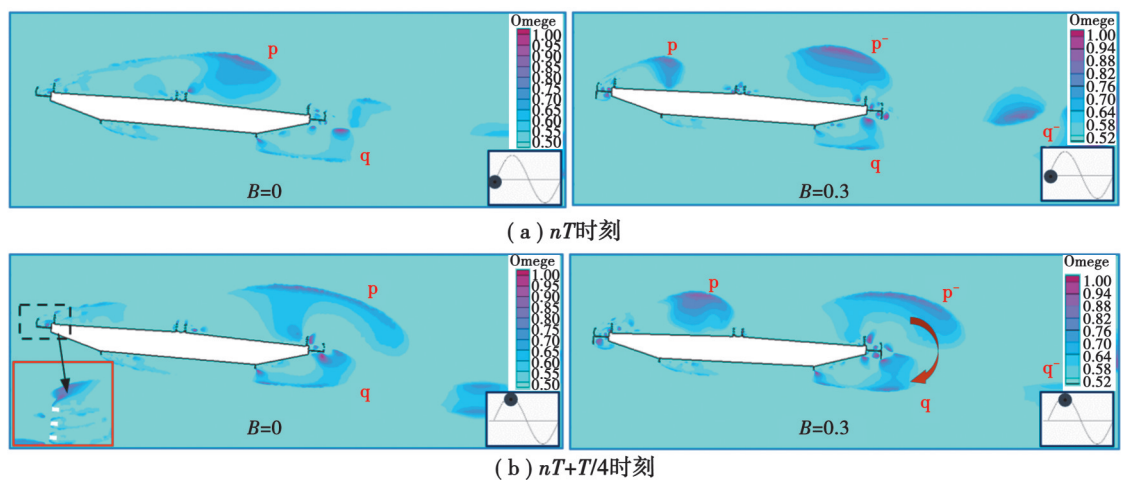 Omege
1.00
0.95
0.90
0.85
0.80
0.75
0.70
0.65
0.60
0.55
0.50
p
q
B=0
Omege
1.00
0.94
0.88
0.82
0.76
0.70
0.64
0.58
0.52
p
p⁻
q⁻
q
B=0.3
(a) nT时刻
Omege
1.00
0.95
0.90
0.85
0.80
0.75
0.70
0.65
0.60
0.55
0.50
p
q
B=0
Omege
1.00
0.94
0.88
0.82
0.76
0.70
0.64
0.58
0.52
p
p⁻
q⁻
q
B=0.3
(b) nT+T/4时刻